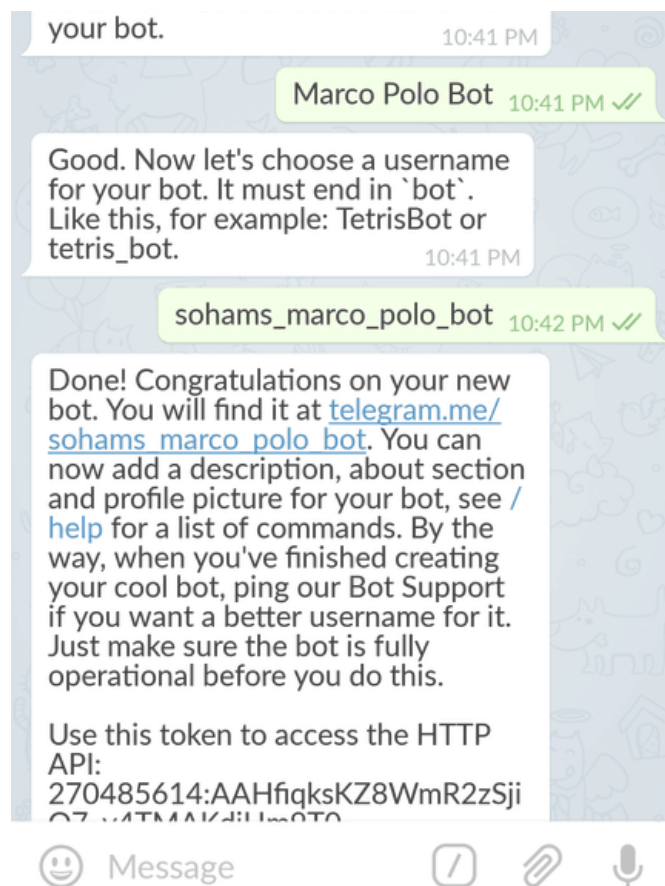 your bot.
10:41 PM
Marco Polo Bot 10:41 PM
Good. Now let's choose a username
for your bot. It must end in `bot`.
Like this, for example: TetrisBot or
tetris_bot.
10:41 PM
sohams_marco_polo_bot 10:42 PM
Done! Congratulations on your new
bot. You will find it at telegram.me/
sohams_marco_polo_bot. You can
now add a description, about section
and profile picture for your bot, see /
help for a list of commands. By the
way, when you've finished creating
your cool bot, ping our Bot Support
if you want a better username for it.
Just make sure the bot is fully
operational before you do this.
Use this token to access the HTTP
API:
270485614:AAHfiqksKZ8WmR2zSji
Message